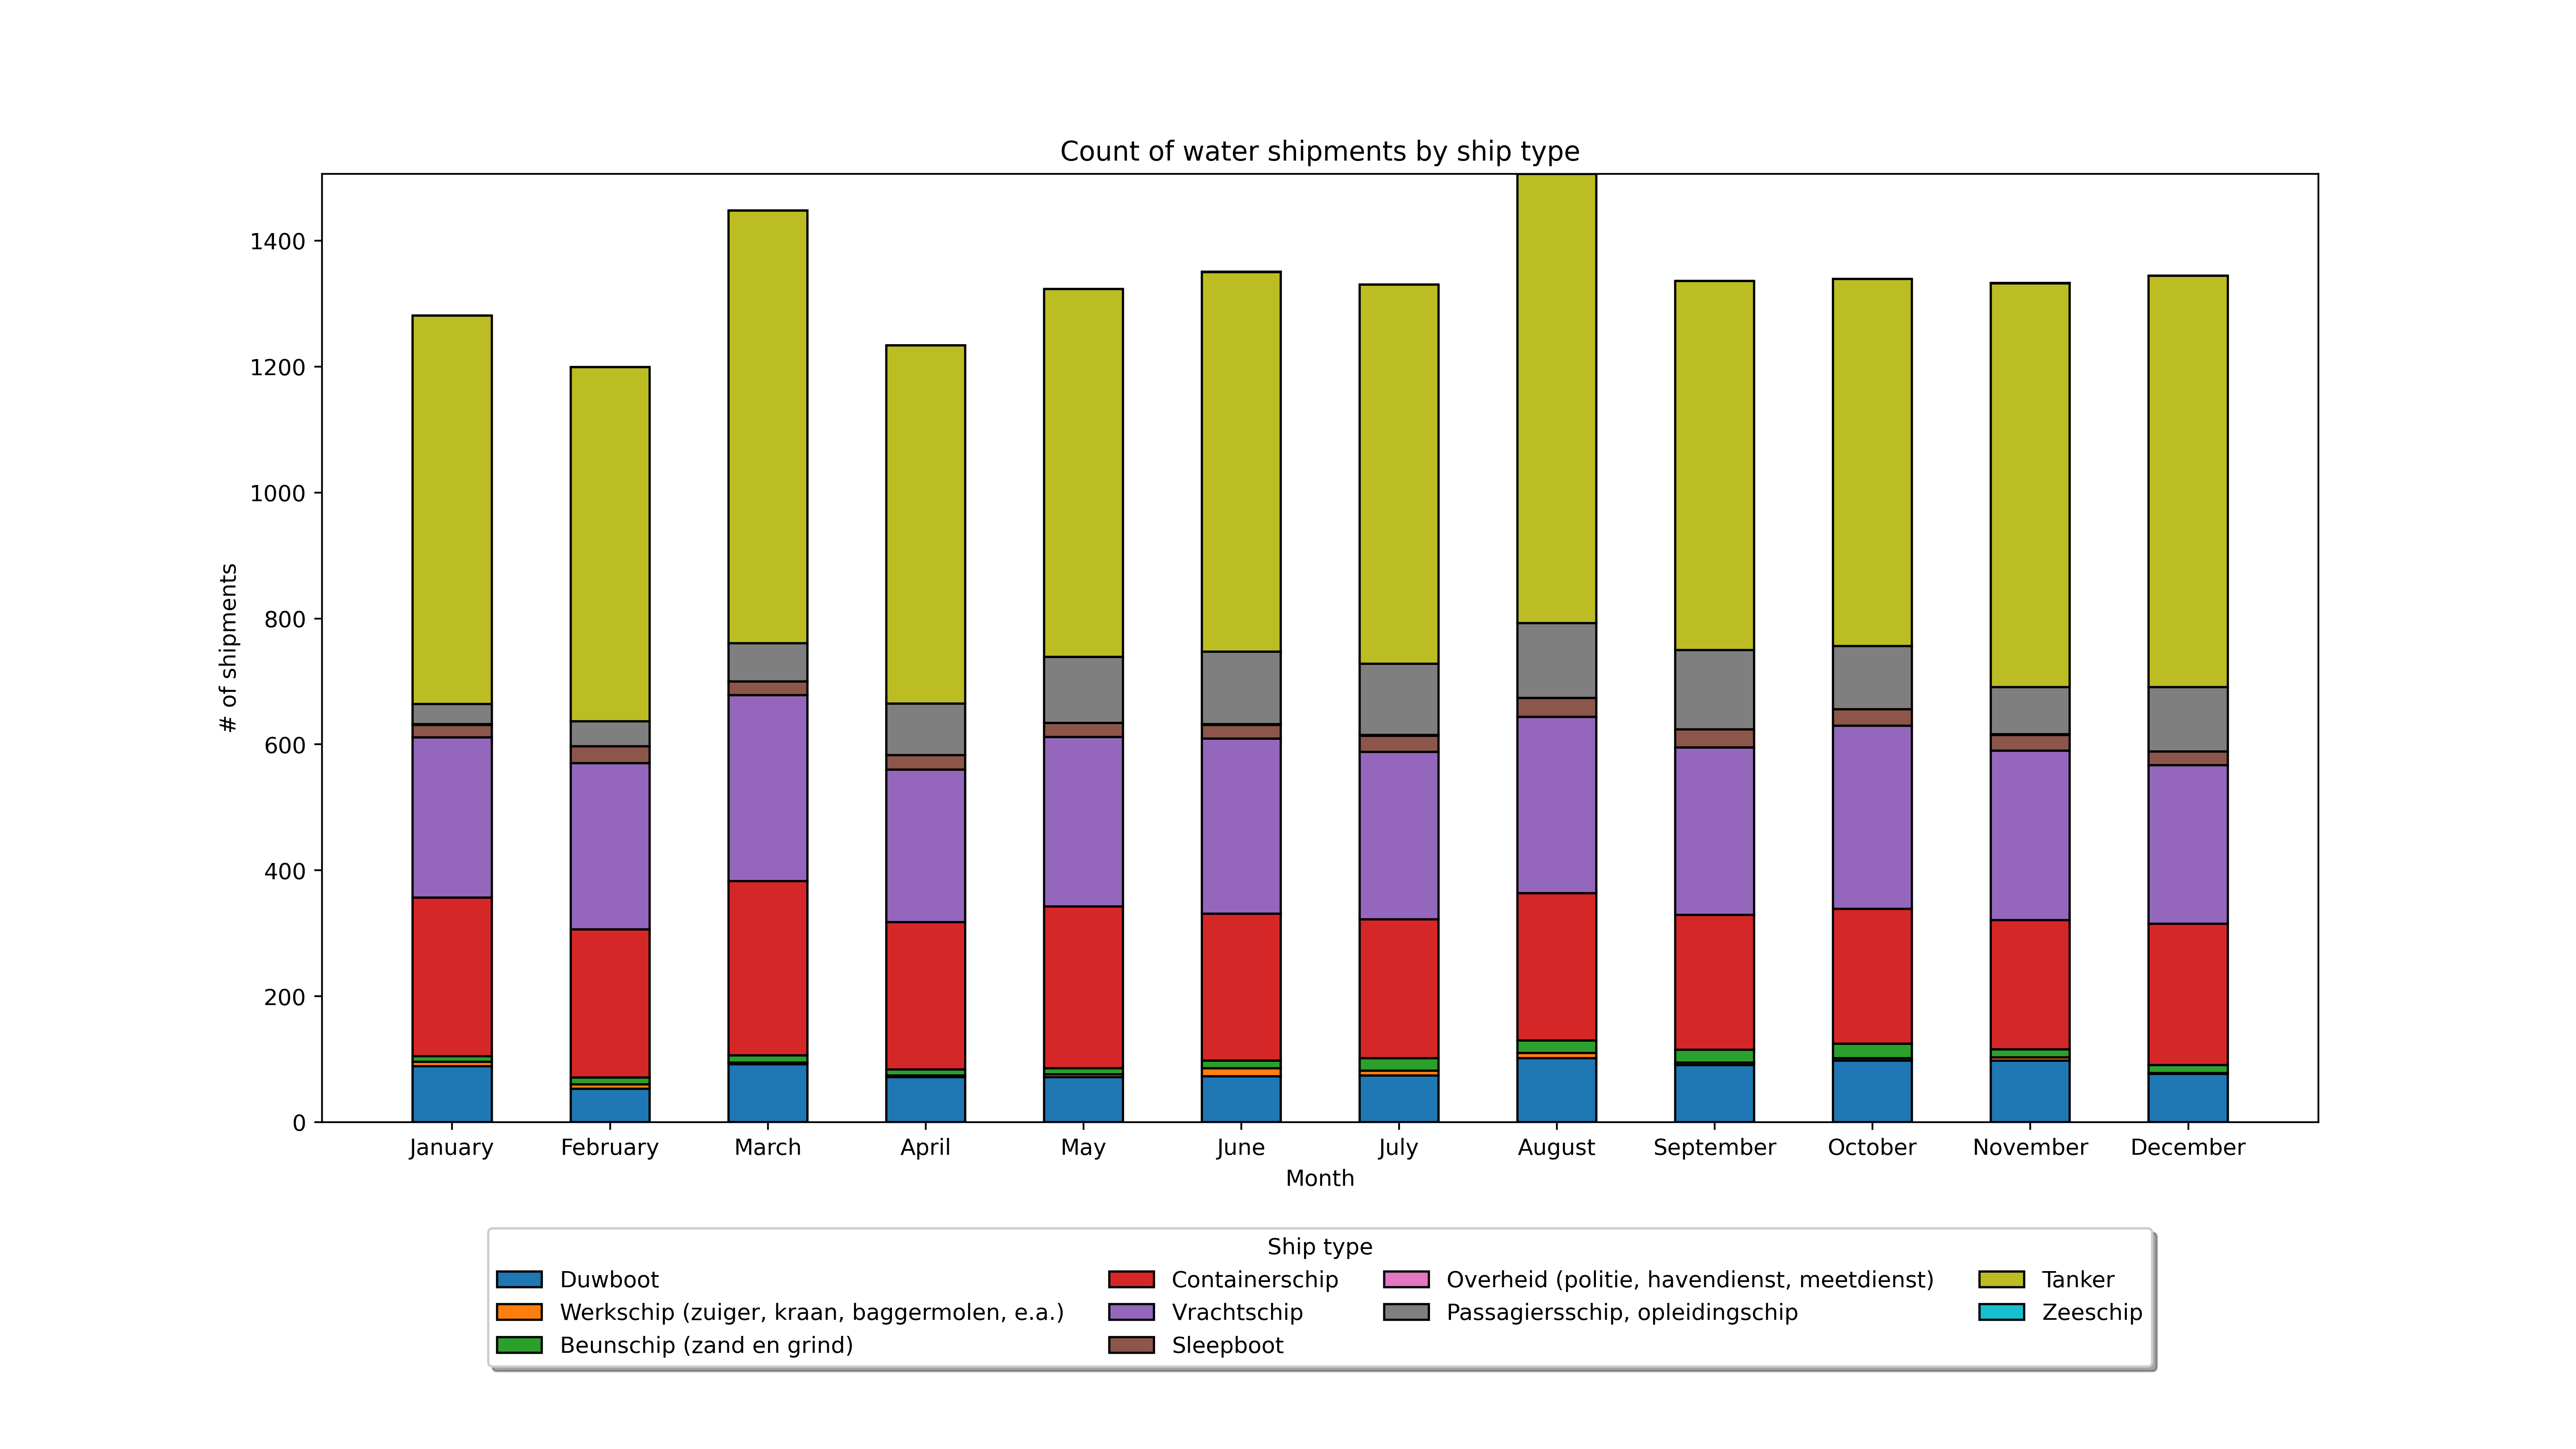 Count of water shipments by ship type
1400
1200
1000
800
600
400
200
0
# of shipments
January February March April May June July August September October November December
Month
Ship type
Duwboot
Werkschip (zuiger, kraan, baggermolen, e.a.)
Beunschip (zand en grind)
Containerschip
Vrachtschip
Sleepboot
Overheid (politie, havendienst, meetdienst)
Passagiersschip, opleidingschip
Tanker
Zeeschip